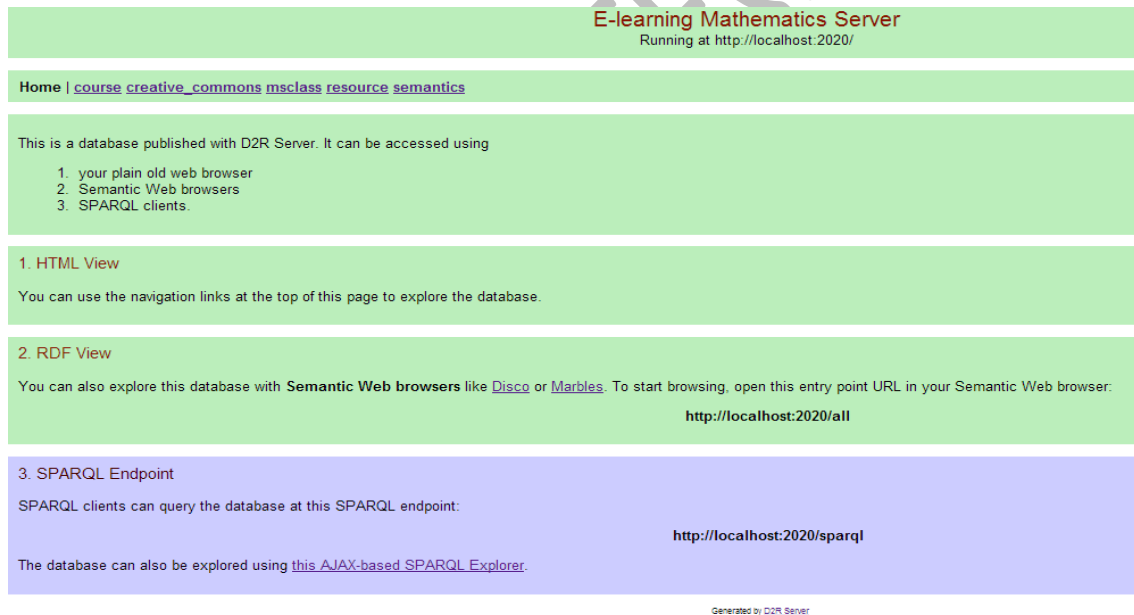 E-learning Mathematics Server
Running at http://localhost:2020/
Home | course creative_commons msclass resource semantics
This is a database published with D2R Server. It can be accessed using
1. your plain old web browser
2. Semantic Web browsers
3. SPARQL clients.
1. HTML View
You can use the navigation links at the top of this page to explore the database.
2. RDF View
You can also explore this database with Semantic Web browsers like Disco or Marbles. To start browsing, open this entry point URL in your Semantic Web browser:
http://localhost:2020/all
3. SPARQL Endpoint
SPARQL clients can query the database at this SPARQL endpoint:
http://localhost:2020/sparql
The database can also be explored using this AJAX-based SPARQL Explorer.
Generated by D2R Server